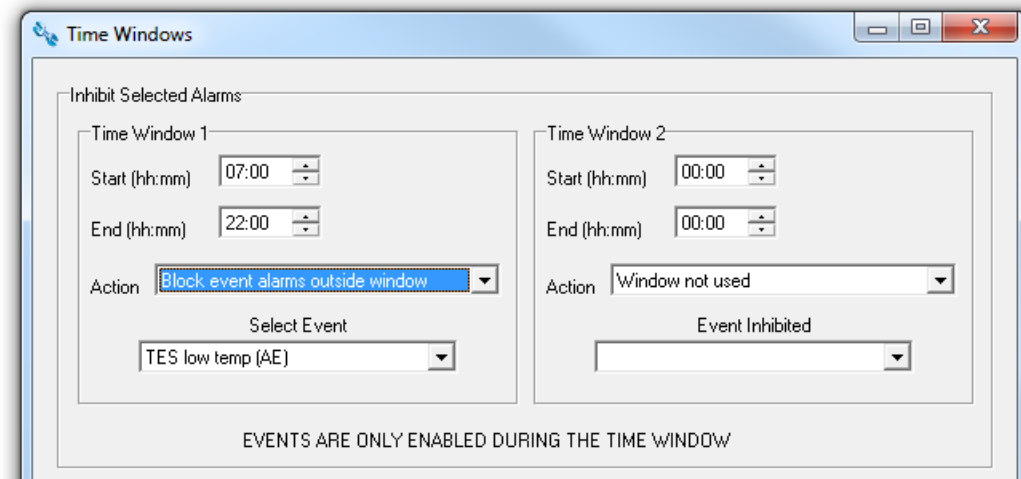 Time Windows
Inhibit Selected Alarms
Time Window 1
Start (hh:mm) 07:00
End (hh:mm) 22:00
Action Block event alarms outside window
Select Event
TES low temp (AE)
Time Window 2
Start (hh:mm) 00:00
End (hh:mm) 00:00
Action Window not used
Event Inhibited
EVENTS ARE ONLY ENABLED DURING THE TIME WINDOW